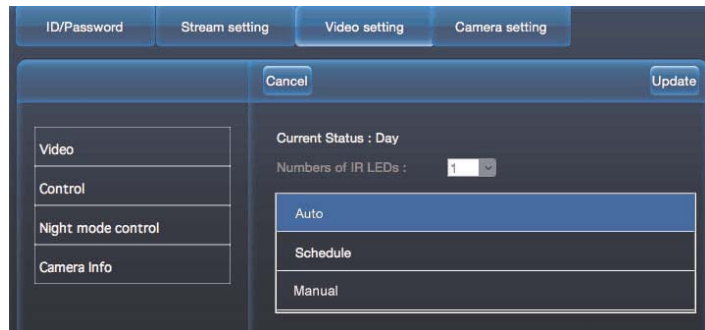 ID/Password
Stream setting
Video setting
Camera setting
Cancel
Update
Video
Control
Night mode control
Camera Info
Current Status : Day
Numbers of IR LEDs :
1
Auto
Schedule
Manual